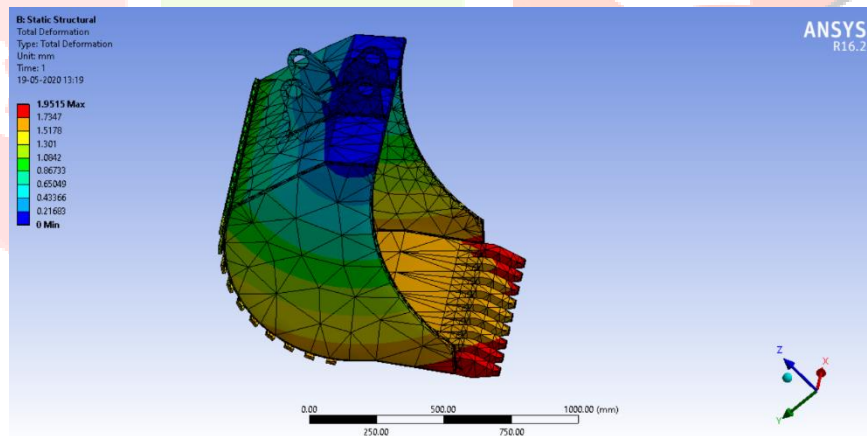 B: Static Structural
Total Deformation
Type: Total Deformation
Unit: mm
Time: 1
19-05-2020 13:19
1.9515 Max
1.7347
1.5178
1.301
1.0842
0.86733
0.65049
0.43366
0.21683
0 Min
ANSYS
R16.2
0.00 500.00 1000.00 (mm)
250.00 750.00
Z
X
Y